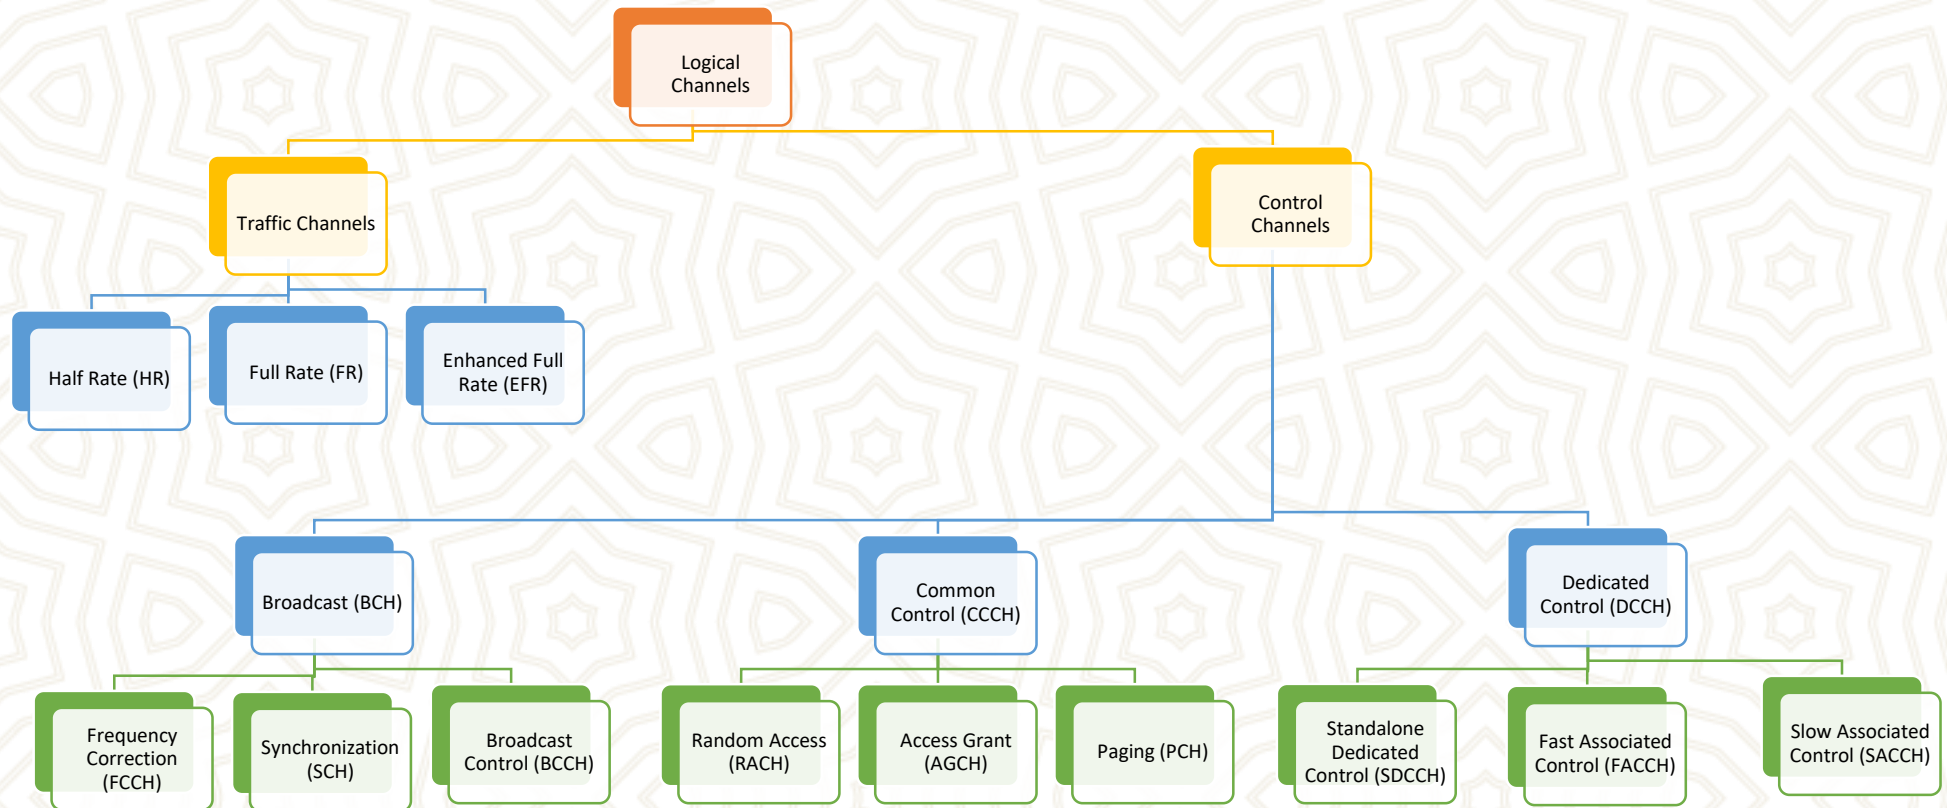 Logical
Channels
Traffic Channels
Control
Channels
Half Rate (HR)
Full Rate (FR)
Enhanced Full
Rate (EFR)
Broadcast (BCH)
Common
Control (CCCH)
Dedicated
Control (DCCH)
Frequency
Correction
(FCCH)
Synchronization
(SCH)
Broadcast
Control (BCCH)
Random Access
(RACH)
Access Grant
(AGCH)
Paging (PCH)
Standalone
Dedicated
Control (SDCCH)
Fast Associated
Control (FACCH)
Slow Associated
Control (SACCH)